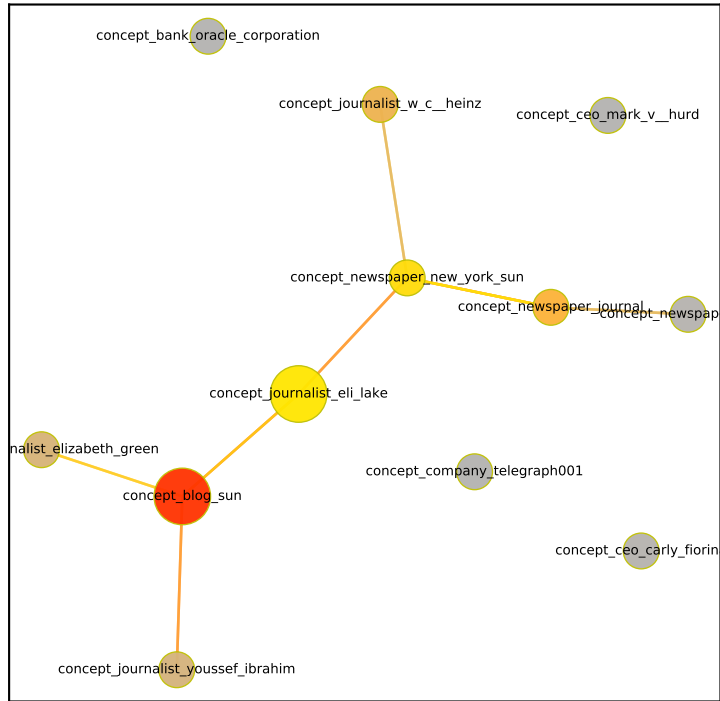 concept_bank_oracle_corporation
concept_journalist_w_c__heinz
concept_ceo_mark_v__hurd
concept_newspaper_new_york_sun
concept_newspaper_journal
concept_newspap
concept_journalist_eli_lake
nalist_elizabeth_green
concept_company_telegraph001
concept_blog_sun
concept_ceo_carly_fiorin
concept_journalist_youssef_ibrahim